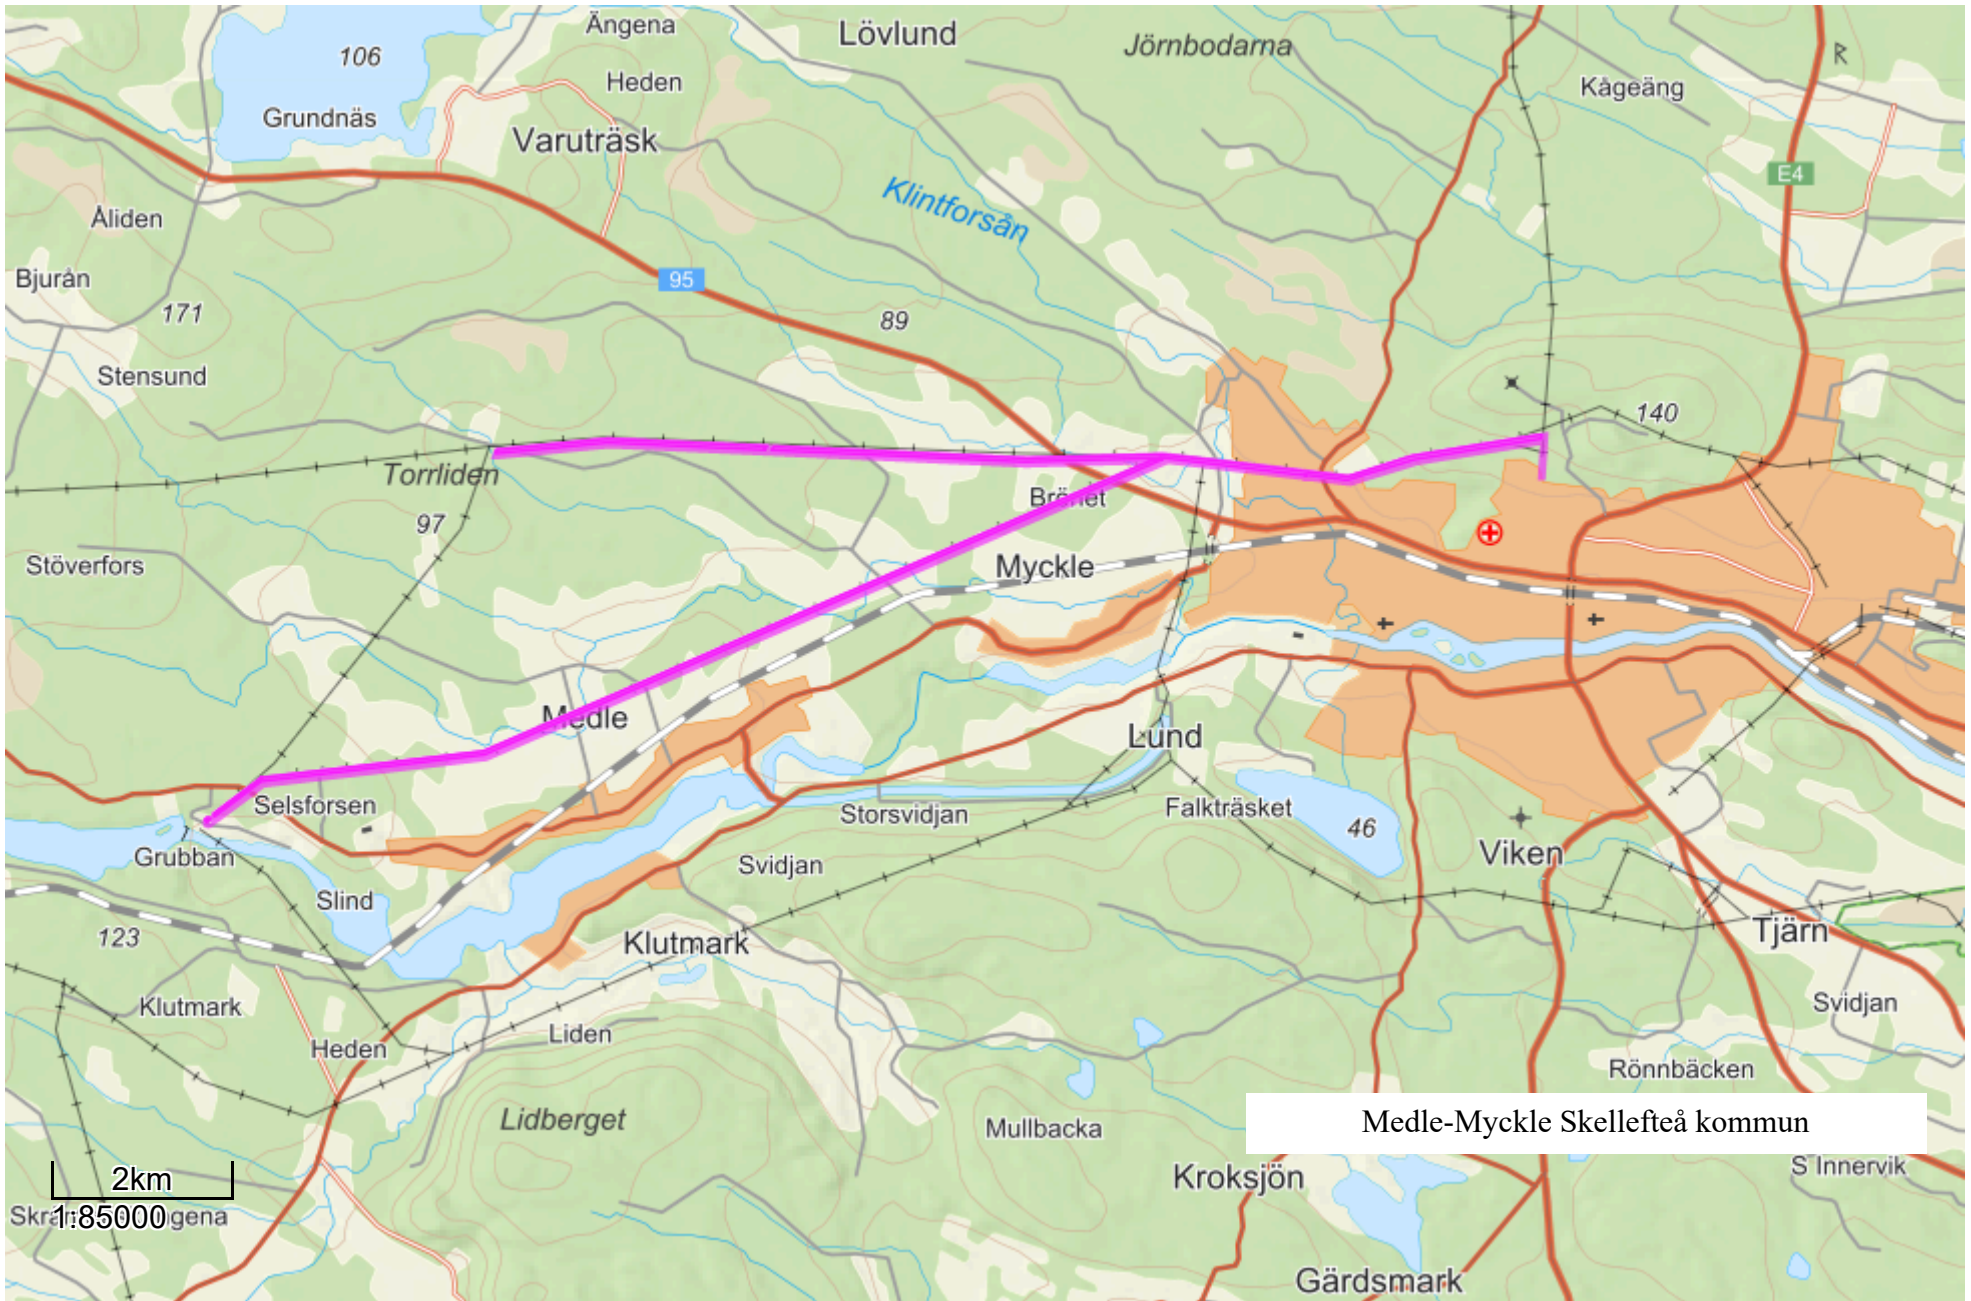 Ängena
Lövlund
Jörnbodarna
106
Heden
Kågeäng
R
Grundnäs
Varuträsk
E4
Klintforsån
Åliden
Bjurån
95
171
89
Stensund
140
Torrliden
Brönet
97
Stöverfors
Myckle
Medle
Lund
Selsforsen
Storsvidjan
Falkträsket
46
Grubban
Svidjan
Viken
Slind
123
Klutmark
Tjärn
Klutmark
Svidjan
Heden
Liden
Rönnbäcken
Lidberget
Mullbacka
Medle-Myckle Skellefteå kommun
Kroksjön
S Innervik
2km
1:85000
Gärdsmark